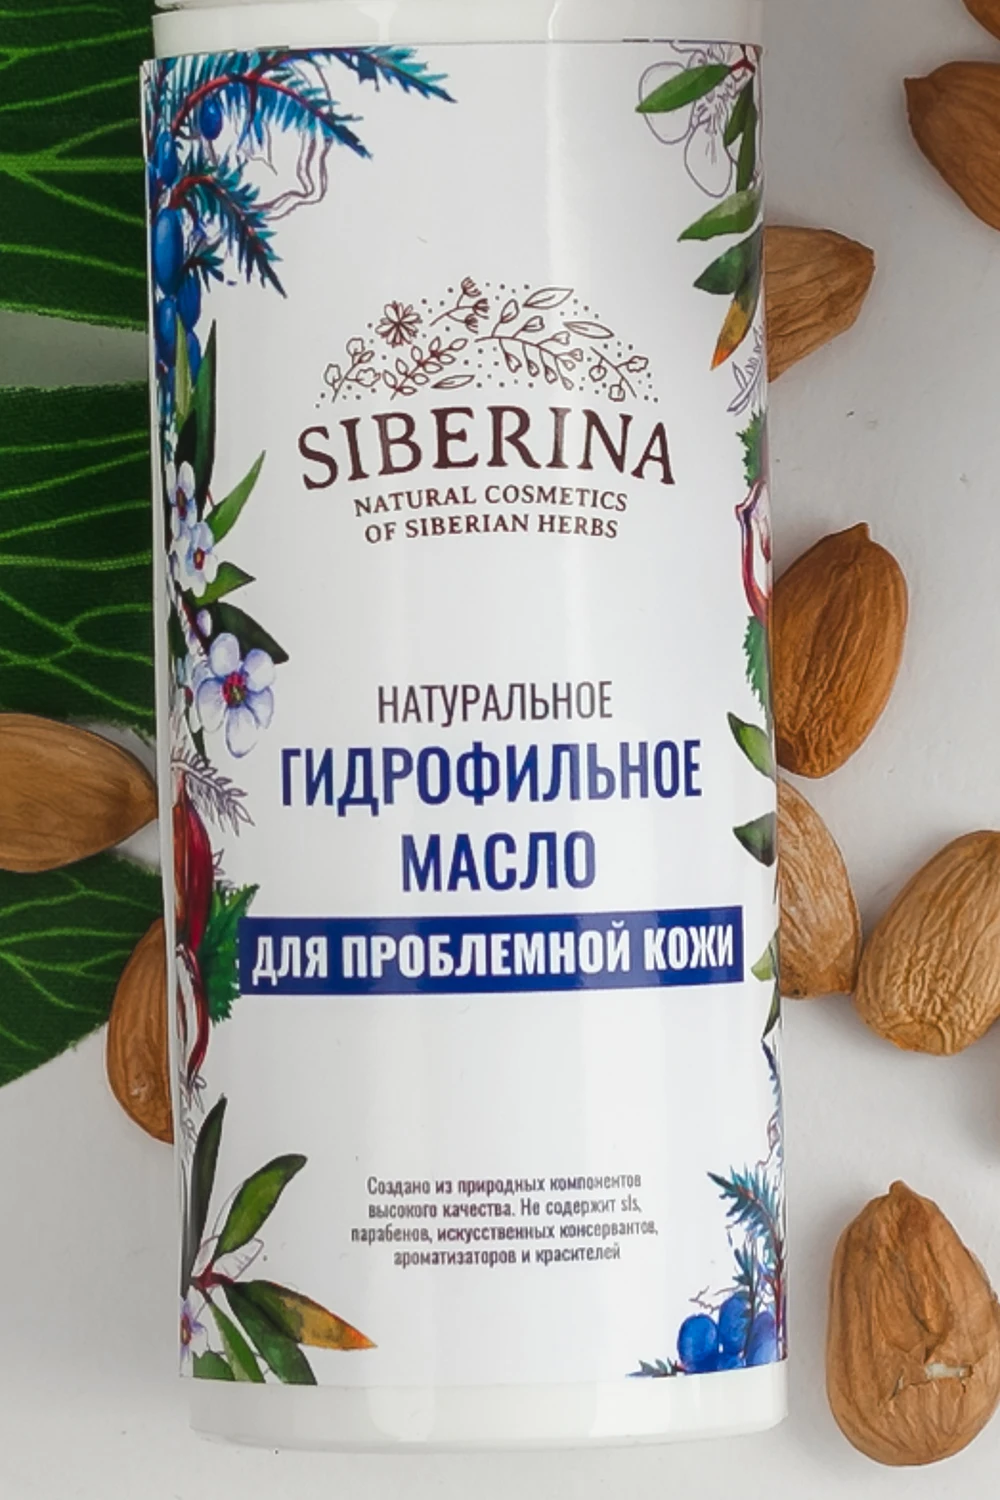 SIBERINA
NATURAL COSMETICS
OF SIBERIAN HERBS
НАТУРАЛЬНОЕ
ГИДРОФИЛЬНОЕ
МАСЛО
ДЛЯ ПРОБЛЕМНОЙ КОЖИ
Создано из природных компонентов
высокого качества. Не содержит sls,
парабенов, искусственных консервантов,
ароматизаторов и красителей